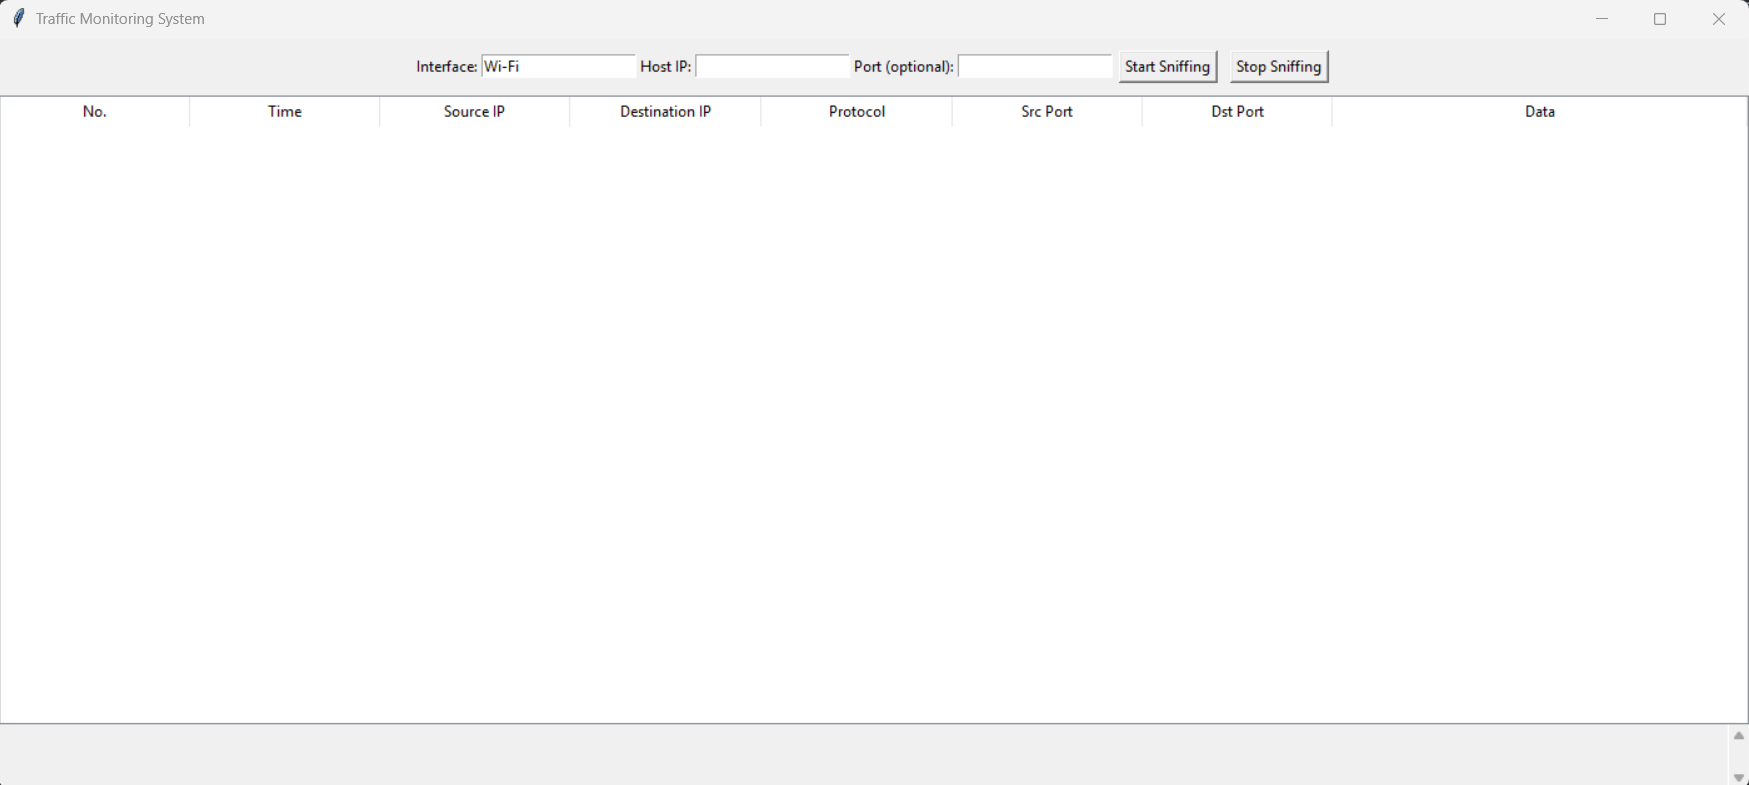 Traffic Monitoring System
Interface: Wi-Fi Host IP: Port (optional): Start Sniffing Stop Sniffing
No. Time Source IP Destination IP Protocol Src Port Dst Port Data